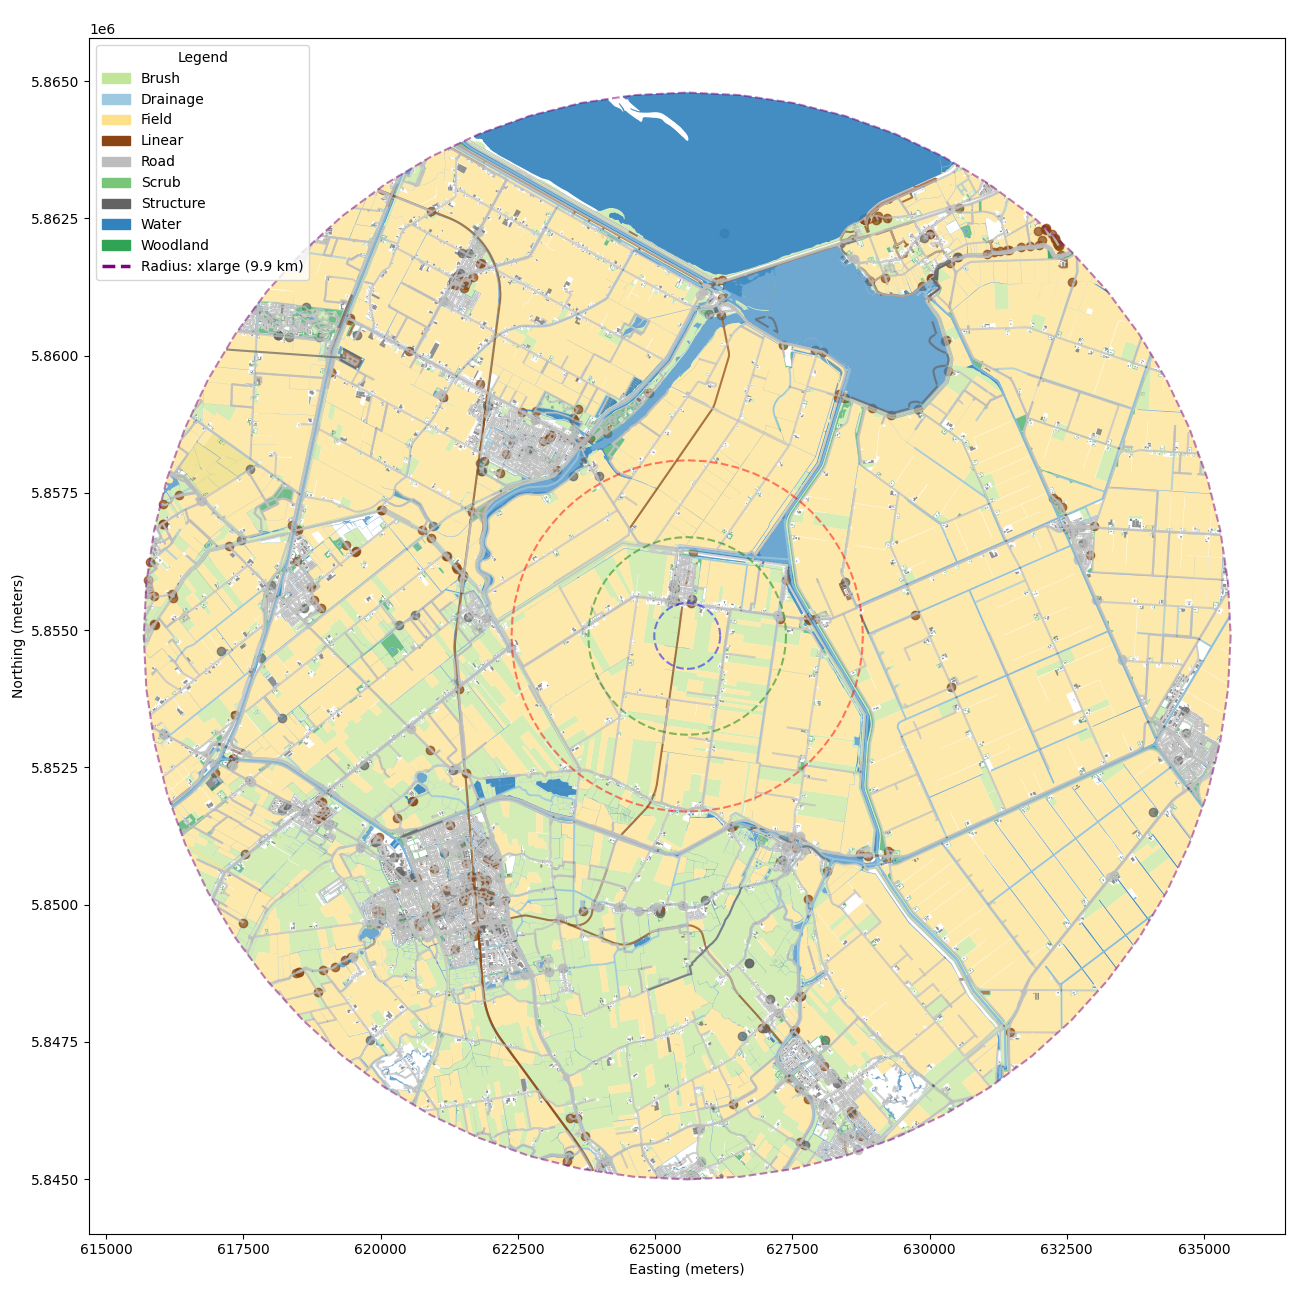 1e6
Legend
Brush
Drainage
Field
Linear
Road
Scrub
Structure
Water
Woodland
Radius: xlarge (9.9 km)
5.8650
5.8625
5.8600
5.8575
5.8550
5.8525
5.8500
5.8475
5.8450
Northing (meters)
615000 617500 620000 622500 625000 627500 630000 632500 635000
Easting (meters)